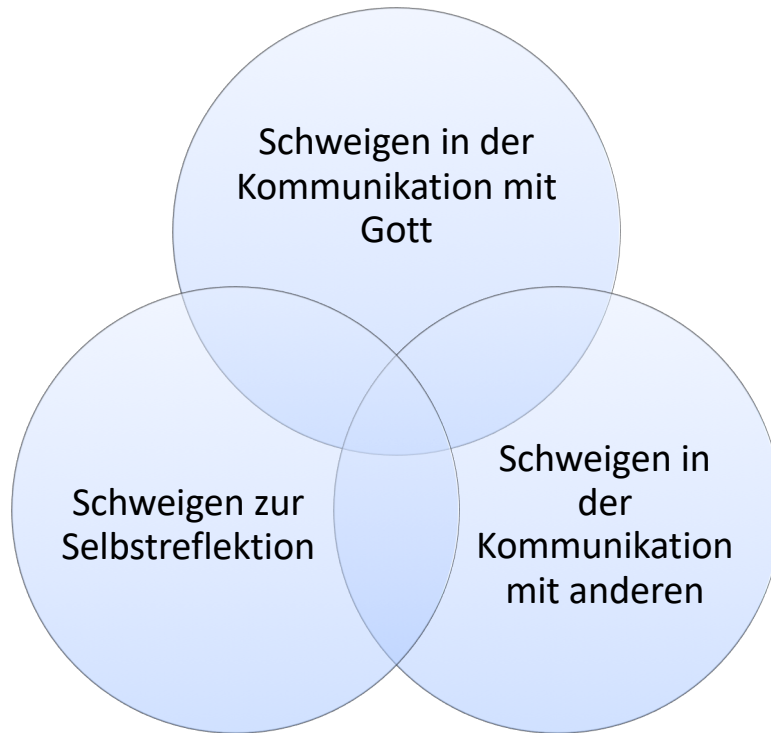 Schweigen in der
Kommunikation mit
Gott
Schweigen zur
Selbstreflektion
Schweigen in
der
Kommunikation
mit anderen